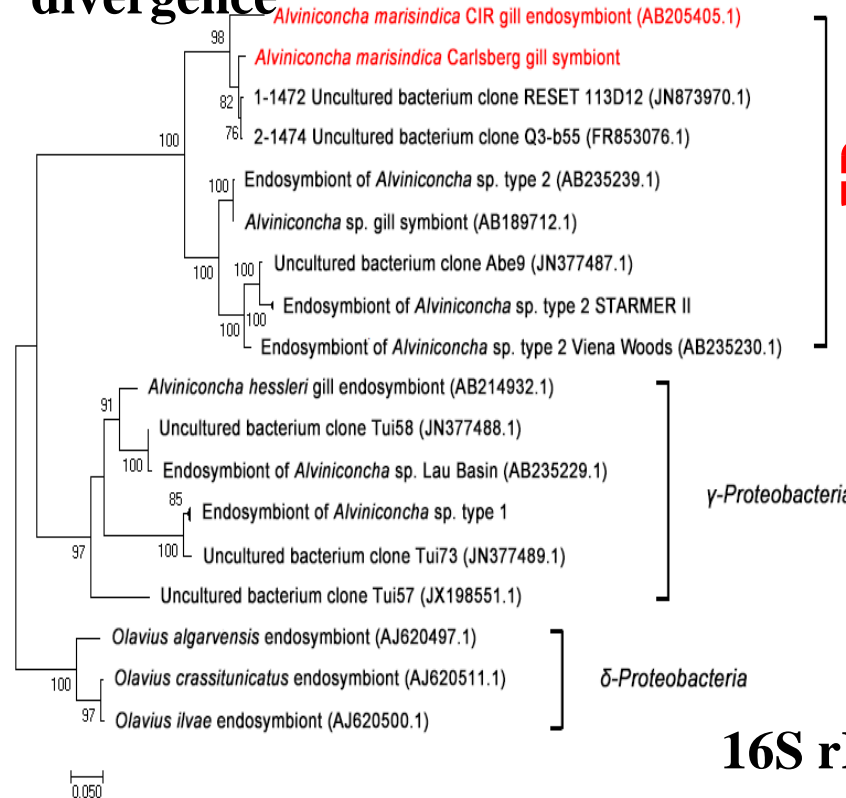 divergence
Alviniconcha marisindica CIR gill endosymbiont (AB205405.1)
98
Alviniconcha marisindica Carlsberg gill symbiont
82
1-1472 Uncultured bacterium clone RESET 113D12 (JN873970.1)
76
2-1474 Uncultured bacterium clone Q3-b55 (FR853076.1)
100
100
Endosymbiont of Alviniconcha sp. type 2 (AB235239.1)
Alviniconcha sp. gill symbiont (AB189712.1)
100
100
Uncultured bacterium clone Abe9 (JN377487.1)
100
Endosymbiont of Alviniconcha sp. type 2 STARMER II
100
Endosymbiont of Alviniconcha sp. type 2 Viena Woods (AB235230.1)
Alviniconcha hessleri gill endosymbiont (AB214932.1)
91
Uncultured bacterium clone Tui58 (JN377488.1)
100
Endosymbiont of Alviniconcha sp. Lau Basin (AB235229.1)
85
Endosymbiont of Alviniconcha sp. type 1
γ-Proteobacteria
97
100
Uncultured bacterium clone Tui73 (JN377489.1)
Uncultured bacterium clone Tui57 (JX198551.1)
Olavius algarvensis endosymbiont (AJ620497.1)
100
Olavius crassitunicatus endosymbiont (AJ620511.1)
δ-Proteobacteria
97
Olavius ilvae endosymbiont (AJ620500.1)
16S
0.050